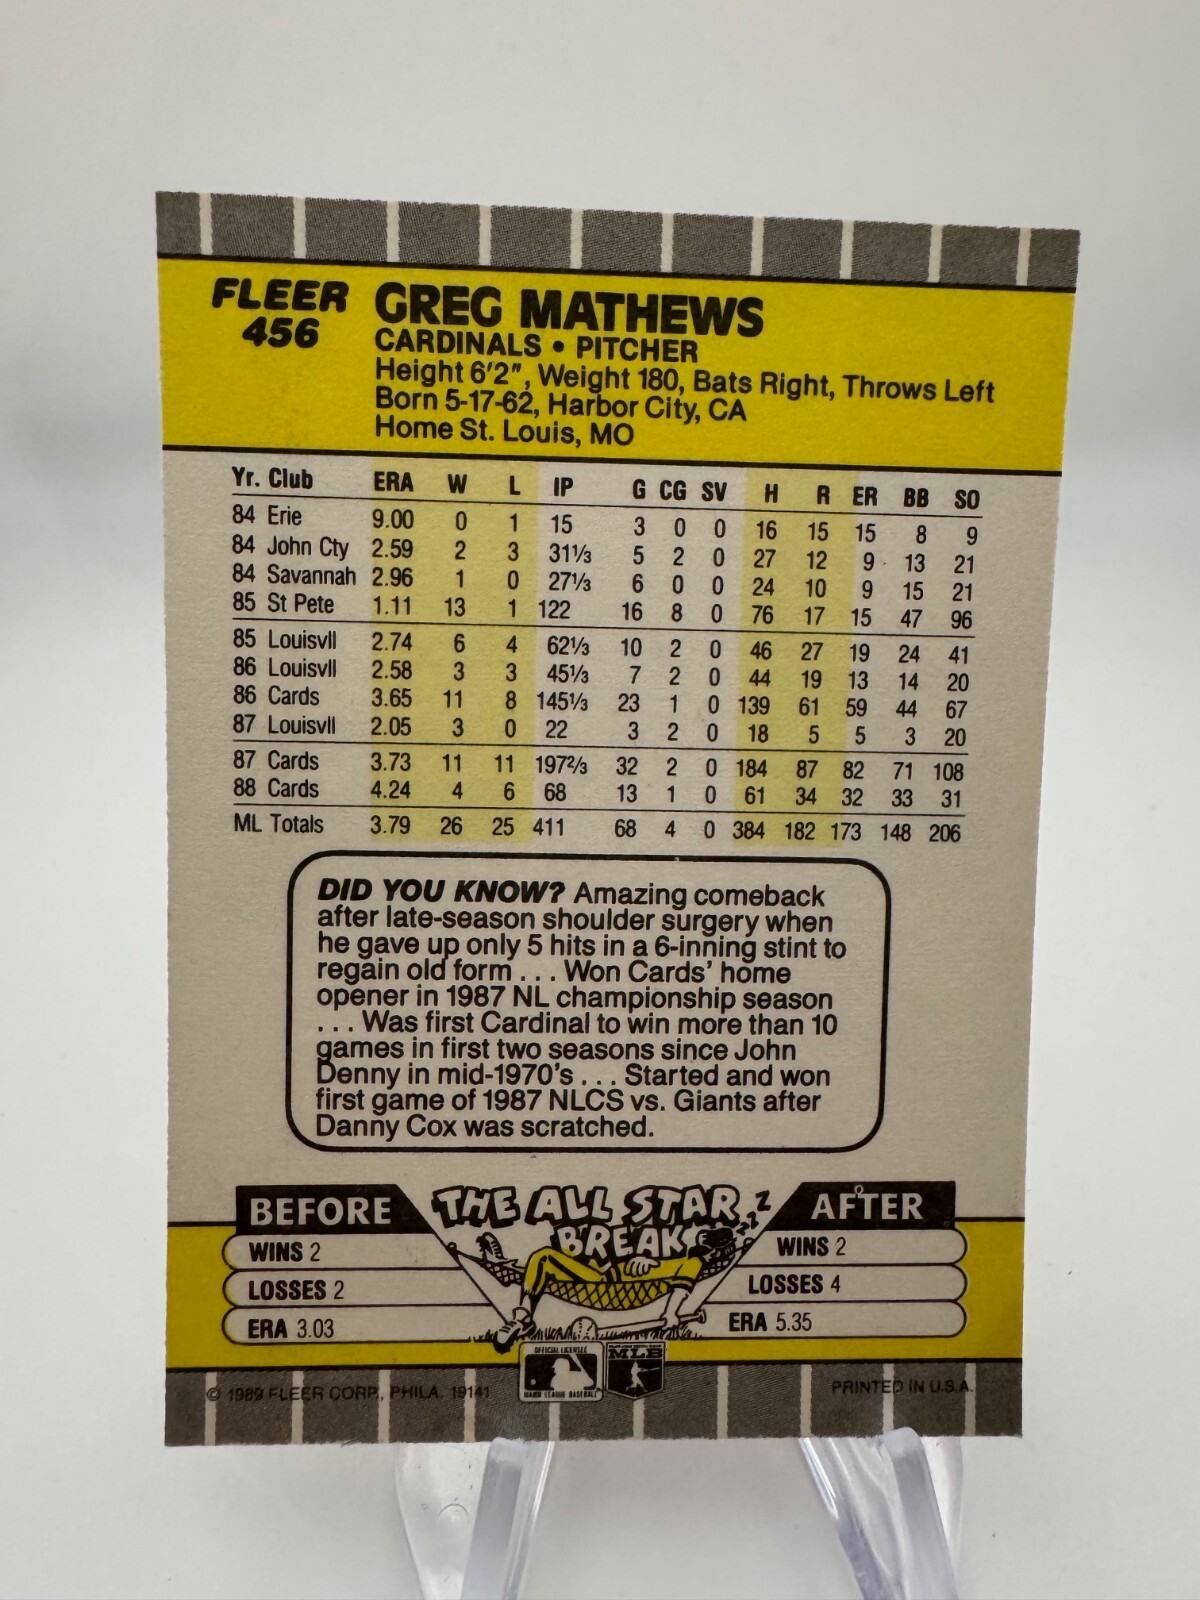 FLEER GREG MATHEWS
456 CARDINALS • PITCHER
Height 6'2", Weight 180, Bats Right, Throws Left
Born 5-17-62, Harbor City, CA
Home St. Louis, MO
Yr. Club ERA W L IP G CG SV H R ER BB SO
84 Erie 9.00 0 1 15 3 0 0 16 15 15 8 9
84 John Cty 2.59 2 3 31⅓ 5 2 0 27 12 9 13 21
84 Savannah 2.96 1 0 27⅓ 6 0 0 24 10 9 15 21
85 St Pete 1.11 13 1 122 16 8 0 76 17 15 47 96
85 Louisvll 2.74 6 4 62⅓ 10 2 0 46 27 19 24 41
86 Louisvll 2.58 3 3 45⅓ 7 2 0 44 19 13 14 20
86 Cards 3.65 11 8 145⅓ 23 1 0 139 61 59 44 67
87 Louisvll 2.05 3 0 22 3 2 0 18 5 5 3 20
87 Cards 3.73 11 11 197⅔ 32 2 0 184 87 82 71 108
88 Cards 4.24 4 6 68 13 1 0 61 34 32 33 31
ML Totals 3.79 26 25 411 68 4 0 384 182 173 148 206
DID YOU KNOW? Amazing comeback
after late-season shoulder surgery when
he gave up only 5 hits in a 6-inning stint to
regain old form . . . Won Cards' home
opener in 1987 NL championship season
. . . Was first Cardinal to win more than 10
games in first two seasons since John
Denny in mid-1970's . . . Started and won
first game of 1987 NLCS vs. Giants after
Danny Cox was scratched.
BEFORE THE ALL STAR BREAK ZZZZ AFTER
WINS 2 WINS 2
LOSSES 2 LOSSES 4
ERA 3.03 ERA 5.35
OFFICIAL LICENSEE
MAJOR LEAGUE BASEBALL
MLB
© 1989 FLEER CORP., PHILA. 19141 PRINTED IN U.S.A.